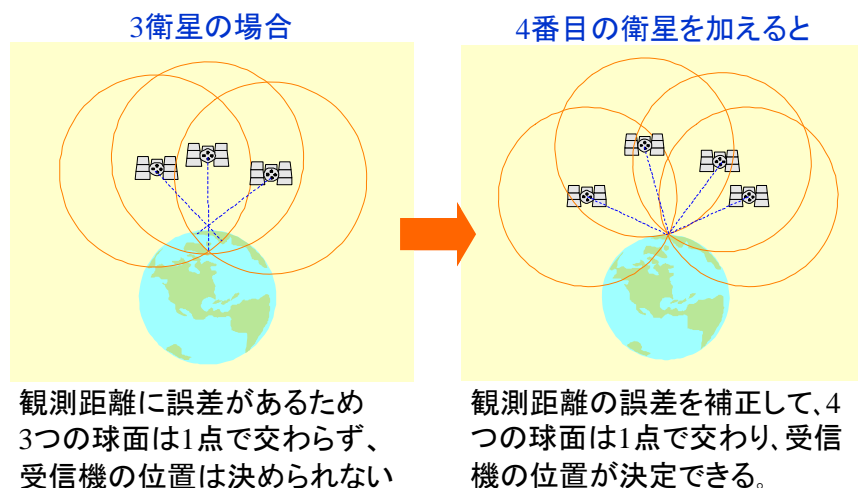 3衛星の場合
4番目の衛星を加えると
観測距離に誤差があるため
3つの球面は1点で交わらず、
受信機の位置は決められない
観測距離の誤差を補正して、4
つの球面は1点で交わり、受信
機の位置が決定できる。